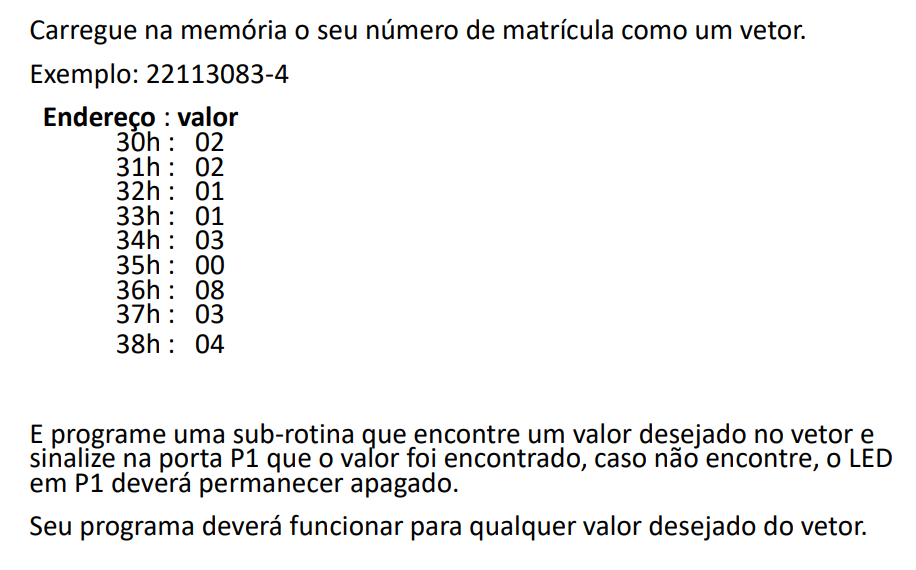 Carregue na memória o seu número de matrícula como um vetor.
Exemplo: 22113083-4
Endereço : valor
30h : 02
31h : 02
32h : 01
33h : 01
34h : 03
35h : 00
36h : 08
37h : 03
38h : 04
E programe uma sub-rotina que encontre um valor desejado no vetor e
sinalize na porta P1 que o valor foi encontrado, caso não encontre, o LED
em P1 deverá permanecer apagado.
Seu programa deverá funcionar para qualquer valor desejado do vetor.